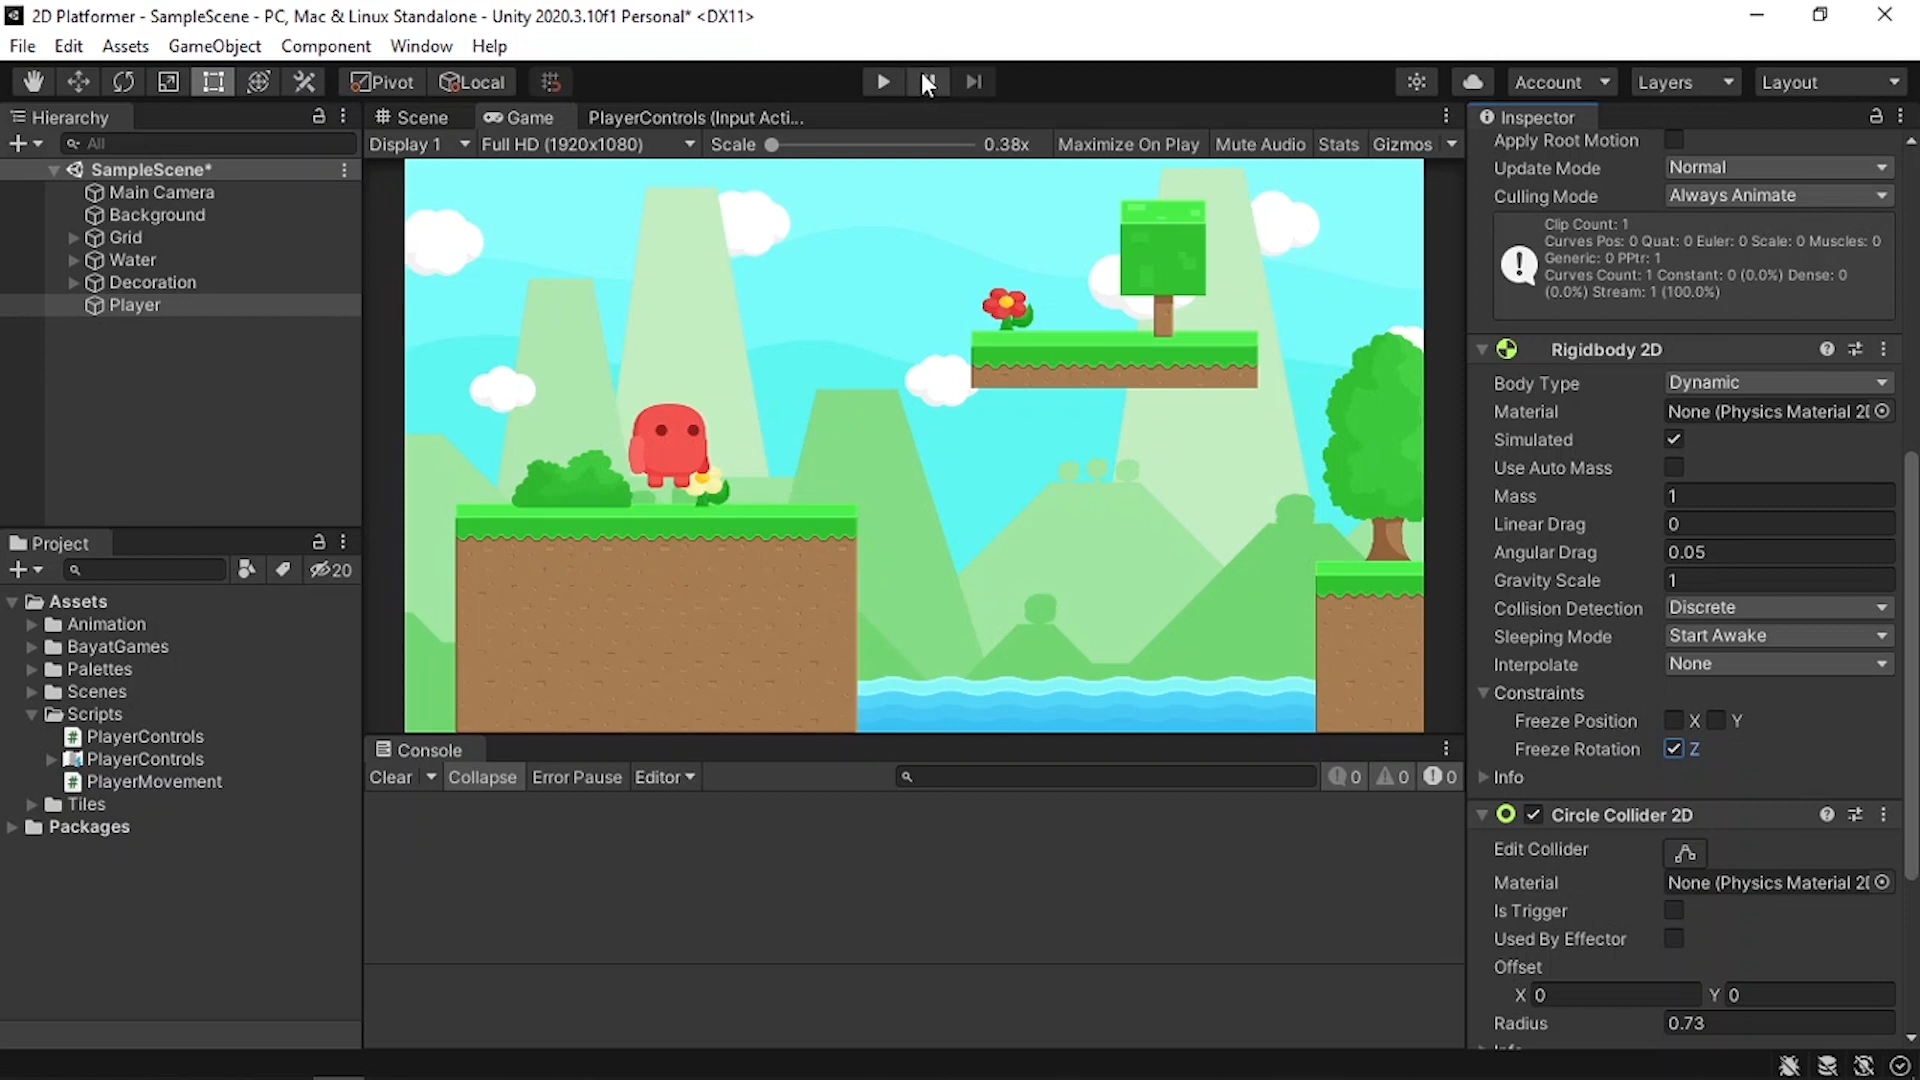 2D Platformer - SampleScene - PC, Mac & Linux Standalone - Unity 2020.3.10f1 Personal* <DX11>
File Edit Assets GameObject Component Window Help
Pivot Local Account Layers Layout
Hierarchy
All
SampleScene*
Main Camera
Background
Grid
Water
Decoration
Player
Project
20
Assets
Animation
BayatGames
Palettes
Scenes
Scripts
PlayerControls
PlayerControls
PlayerMovement
Tiles
Packages
Scene Game PlayerControls (Input Acti...
Display 1 Full HD (1920x1080) Scale 0.38x Maximize On Play Mute Audio Stats Gizmos
Console
Clear Collapse Error Pause Editor 0 0 0
Inspector
Apply Root Motion
Update Mode Normal
Culling Mode Always Animate
Clip Count: 1
Curves Pos: 0 Quat: 0 Euler: 0 Scale: 0 Muscles: 0
Generic: 0 PPtr: 1
Curves Count: 1 Constant: 0 (0.0%) Dense: 0
(0.0%) Stream: 1 (100.0%)
Rigidbody 2D
Body Type Dynamic
Material None (Physics Material 2
Simulated
Use Auto Mass
Mass 1
Linear Drag 0
Angular Drag 0.05
Gravity Scale 1
Collision Detection Discrete
Sleeping Mode Start Awake
Interpolate None
Constraints
Freeze Position X Y
Freeze Rotation Z
Info
Circle Collider 2D
Edit Collider
Material None (Physics Material 2
Is Trigger
Used By Effector
Offset
X 0 Y 0
Radius 0.73